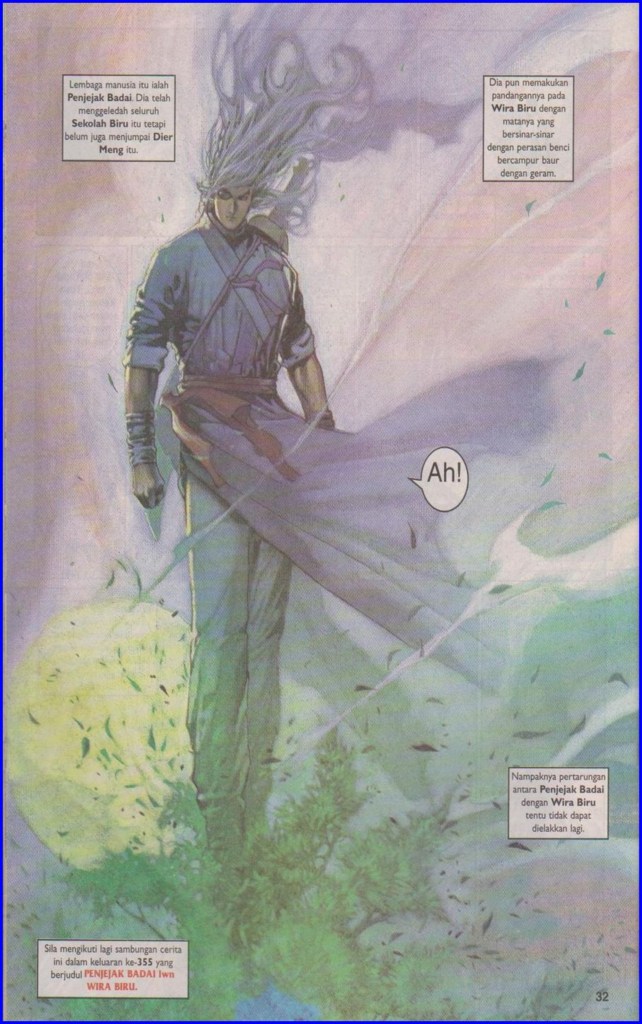 Lembaga manusia itu ialah
Penjejak Badai. Dia telah
menggeledah seluruh
Sekolah Biru itu tetapi
belum juga menjumpai Dier
Meng itu.
Dia pun memakukan
pandangannya pada
Wira Biru dengan
matanya yang
bersinar-sinar
dengan perasan benci
bercampur baur
dengan geram.
Ah!
Nampaknya pertarungan
antara Penjejak Badai
dengan Wira Biru
tentu tidak dapat
dielakkan lagi.
Sila mengikuti lagi sambungan cerita
ini dalam keluaran ke-355 yang
berjudul PENJEJAK BADAI lwn
WIRA BIRU.
32